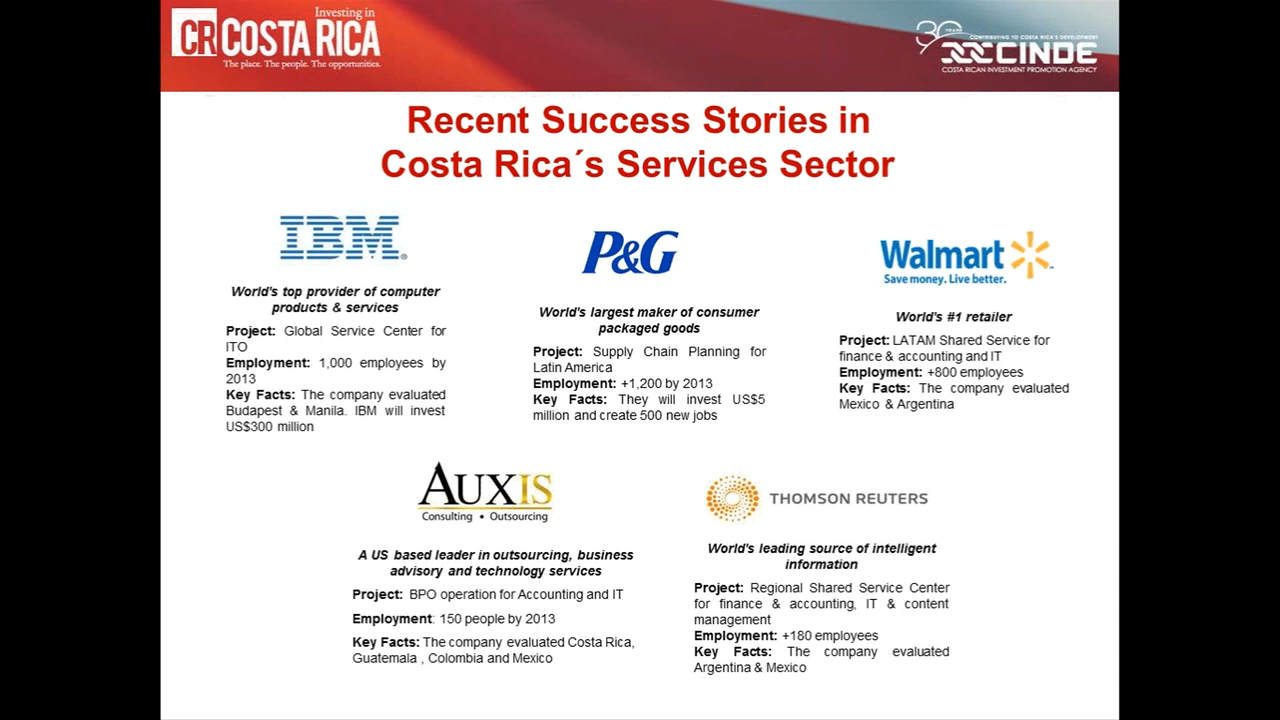 Investing in
CR COSTA RICA
The place. The people. The opportunities.
30 YEARS CONTRIBUTING TO COSTA RICA'S DEVELOPMENT
CINDE
COSTA RICAN INVESTMENT PROMOTION AGENCY
Recent Success Stories in
Costa Rica´s Services Sector
IBM®
World's top provider of computer
products & services
Project: Global Service Center for
ITO
Employment: 1,000 employees by
2013
Key Facts: The company evaluated
Budapest & Manila. IBM will invest
US$300 million
P&G
World's largest maker of consumer
packaged goods
Project: Supply Chain Planning for
Latin America
Employment: +1,200 by 2013
Key Facts: They will invest US$5
million and create 500 new jobs
Walmart
Save money. Live better.
World's #1 retailer
Project: LATAM Shared Service for
finance & accounting and IT
Employment: +800 employees
Key Facts: The company evaluated
Mexico & Argentina
AUXIS
Consulting • Outsourcing
A US based leader in outsourcing, business
advisory and technology services
Project: BPO operation for Accounting and IT
Employment: 150 people by 2013
Key Facts: The company evaluated Costa Rica,
Guatemala , Colombia and Mexico
THOMSON REUTERS
World's leading source of intelligent
information
Project: Regional Shared Service Center
for finance & accounting, IT & content
management
Employment: +180 employees
Key Facts: The company evaluated
Argentina & Mexico